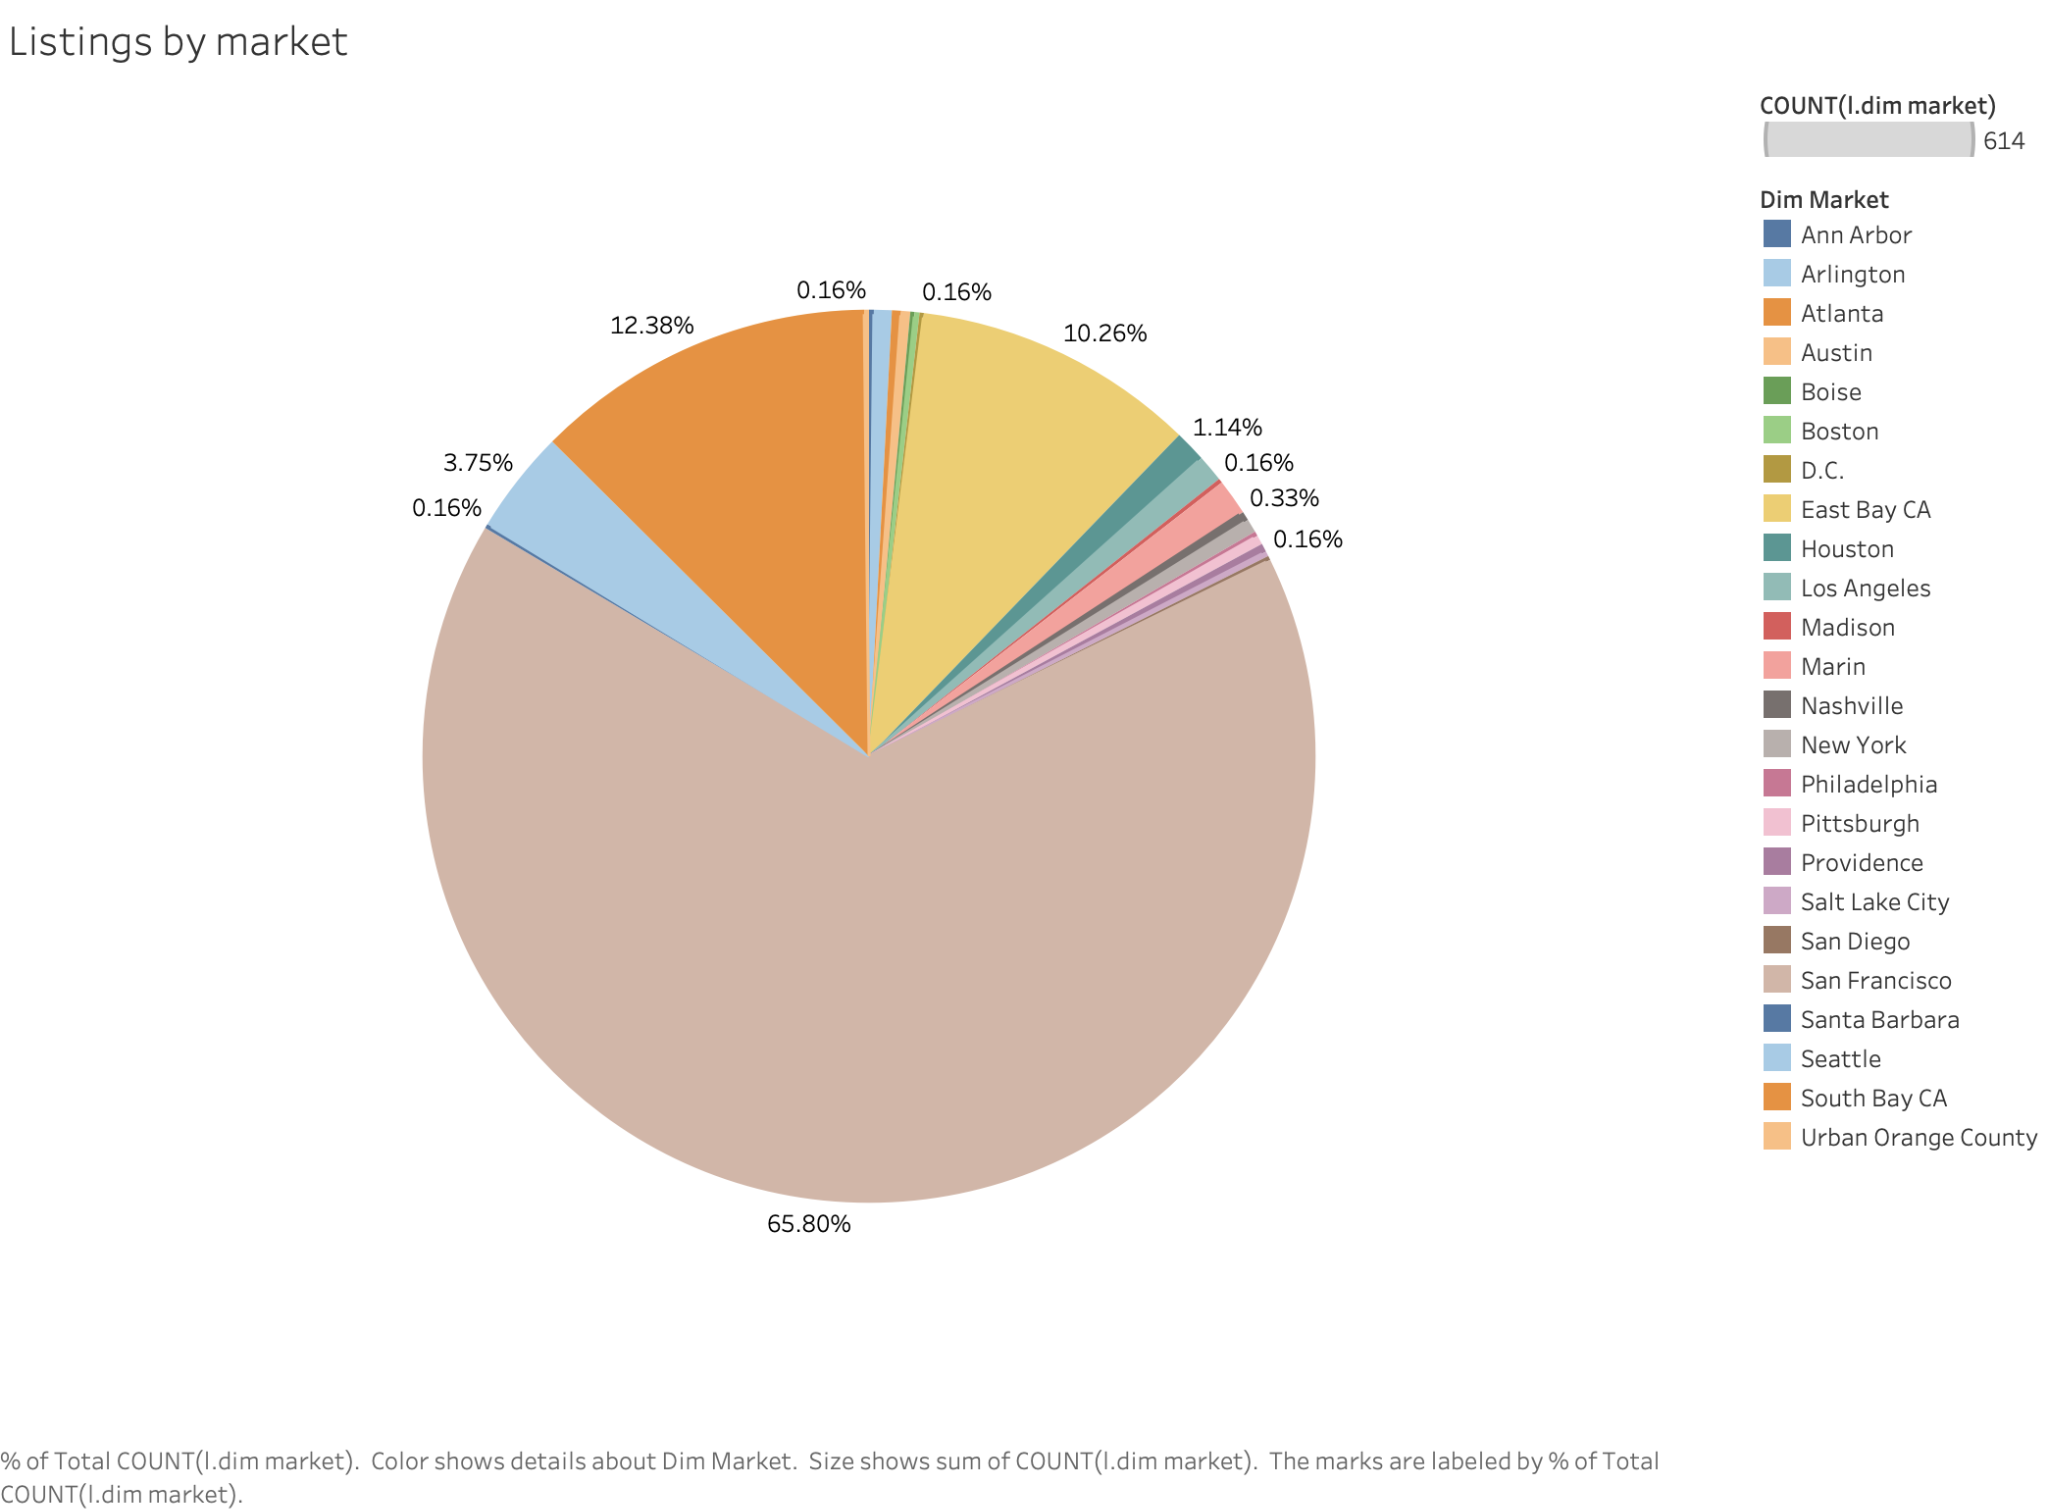 Listings by market
COUNT(l.dim market)
614
Dim Market
Ann Arbor
Arlington
Atlanta
Austin
Boise
Boston
D.C.
East Bay CA
Houston
Los Angeles
Madison
Marin
Nashville
New York
Philadelphia
Pittsburgh
Providence
Salt Lake City
San Diego
San Francisco
Santa Barbara
Seattle
South Bay CA
Urban Orange County
0.16%
0.16%
12.38%
10.26%
1.14%
3.75%
0.16%
0.33%
0.16%
0.16%
65.80%
% of Total COUNT(l.dim market).  Color shows details about Dim Market.  Size shows sum of COUNT(l.dim market).  The marks are labeled by % of Total
COUNT(l.dim market).